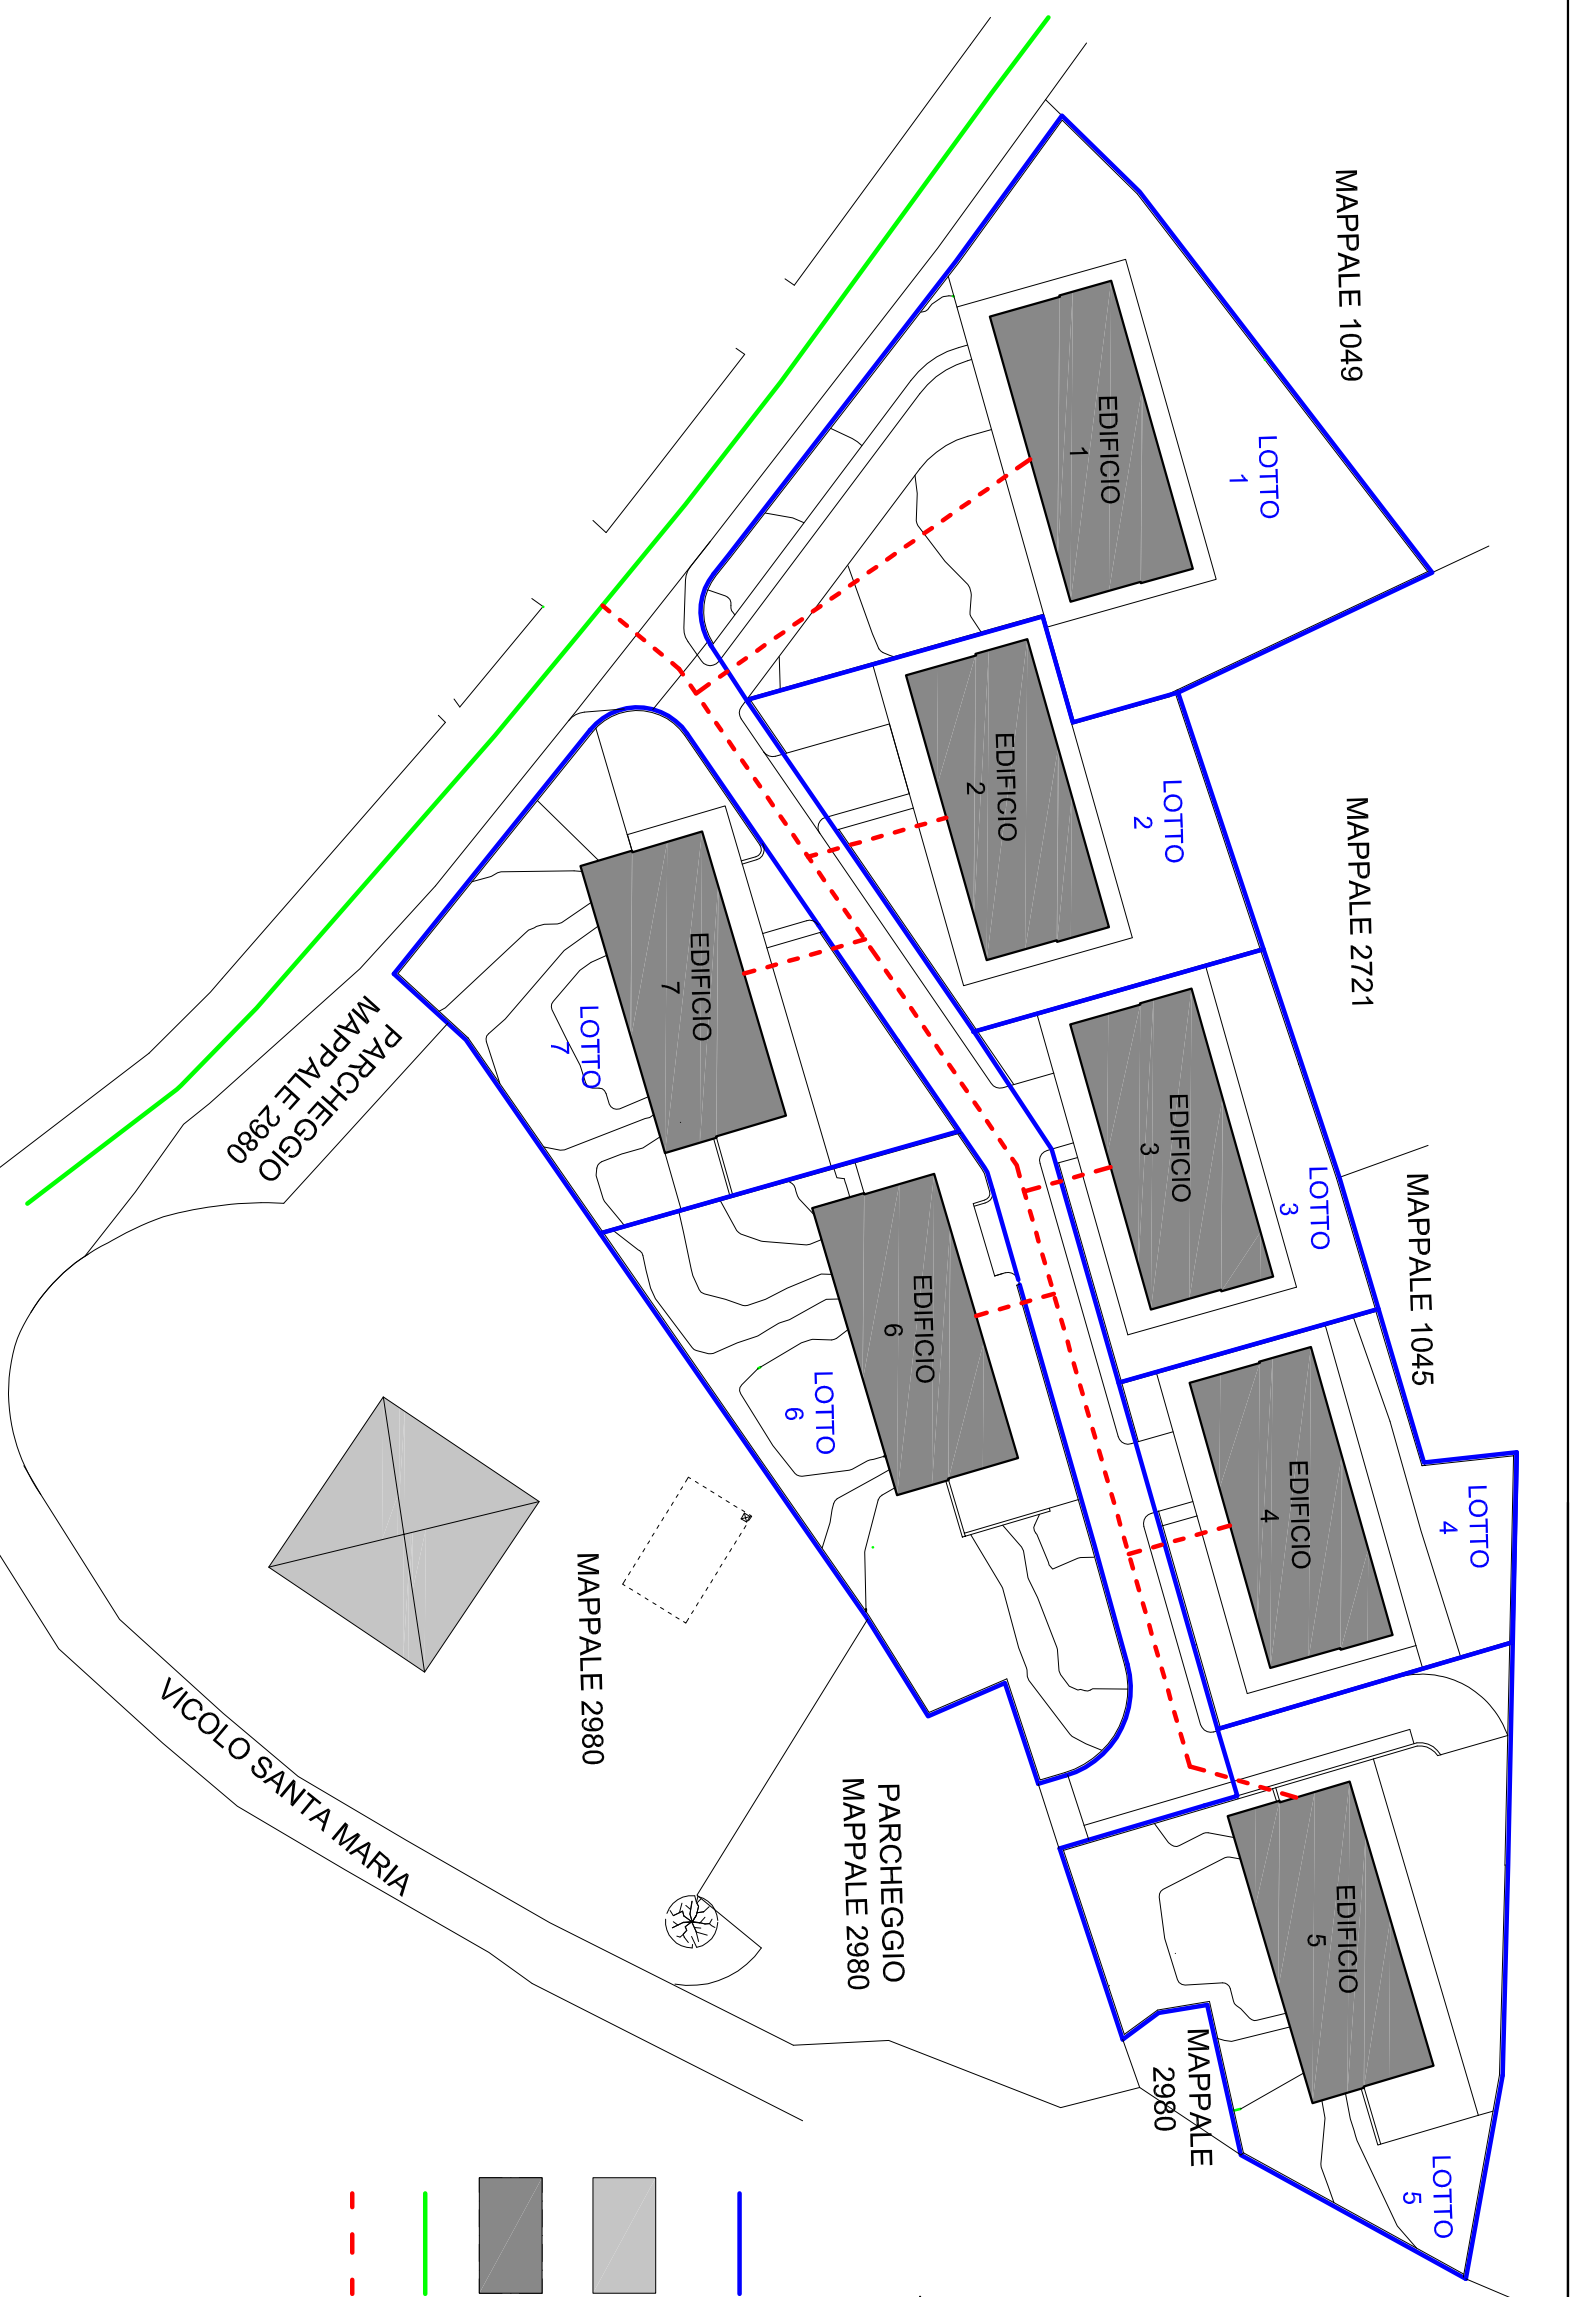 MAPPALE 1049
LOTTO
1
EDIFICIO
1
MAPPALE 2721
LOTTO
2
EDIFICIO
2
MAPPALE 1045
LOTTO
3
EDIFICIO
3
LOTTO
4
EDIFICIO
4
LOTTO
5
EDIFICIO
5
EDIFICIO
6
LOTTO
6
EDIFICIO
7
LOTTO
7
PARCHEGGIO
MAPPALE 2980
MAPPALE 2980
PARCHEGGIO
MAPPALE 2980
MAPPALE
2980
VICOLO SANTA MARIA